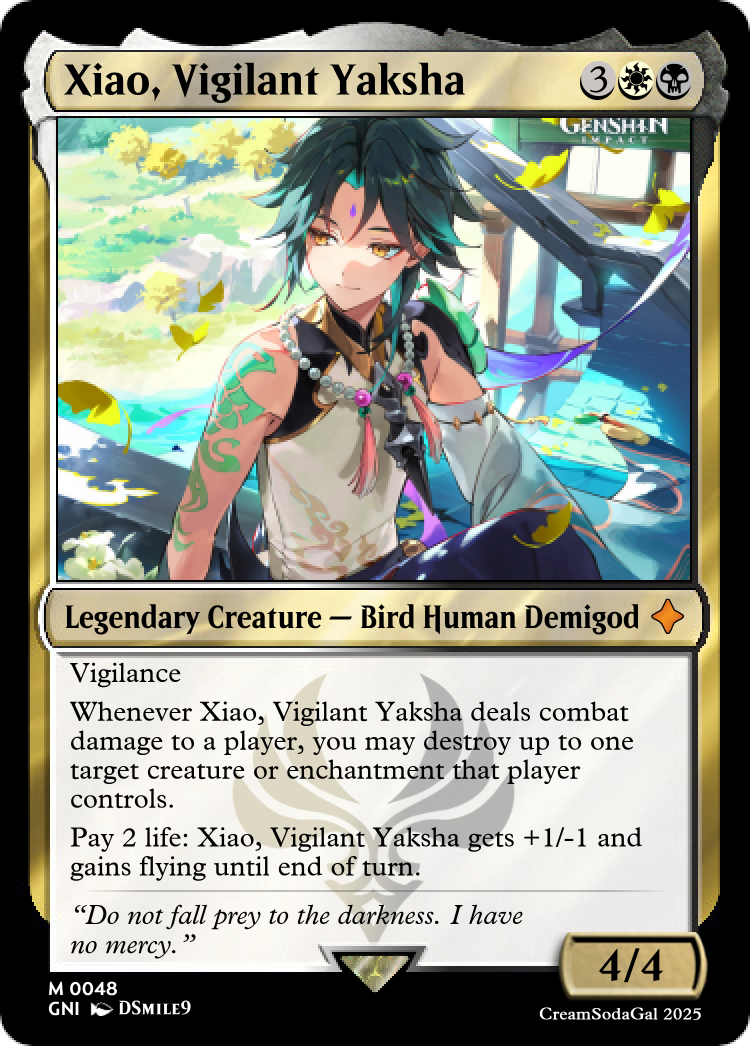 Xiao, Vigilant Yaksha 3
GENSHIN
IMPACT
Legendary Creature — Bird Human Demigod
Vigilance
Whenever Xiao, Vigilant Yaksha deals combat
damage to a player, you may destroy up to one
target creature or enchantment that player
controls.
Pay 2 life: Xiao, Vigilant Yaksha gets +1/-1 and
gains flying until end of turn.
“Do not fall prey to the darkness. I have
no mercy.”
4/4
M 0048
GNI DSmile9
CreamSodaGal 2025